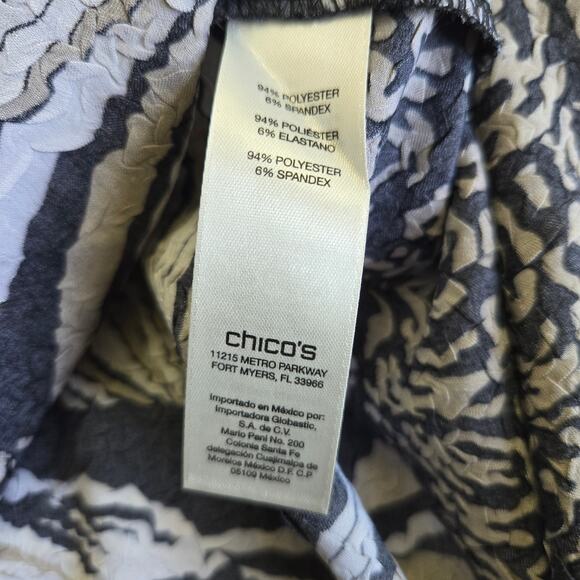 94% POLYESTER
6% SPANDEX
94% POLIÉSTER
6% ELASTANO
94% POLYESTER
6% SPANDEX
chico's
11215 METRO PARKWAY
FORT MYERS, FL 33966
Importado en México por:
Importadora Globastic,
S.A. de C.V.
Mario Pani No. 200
Colonia Santa Fe
delegación Cuajimalpa de
Morelos México D.F. C.P.
05109 México